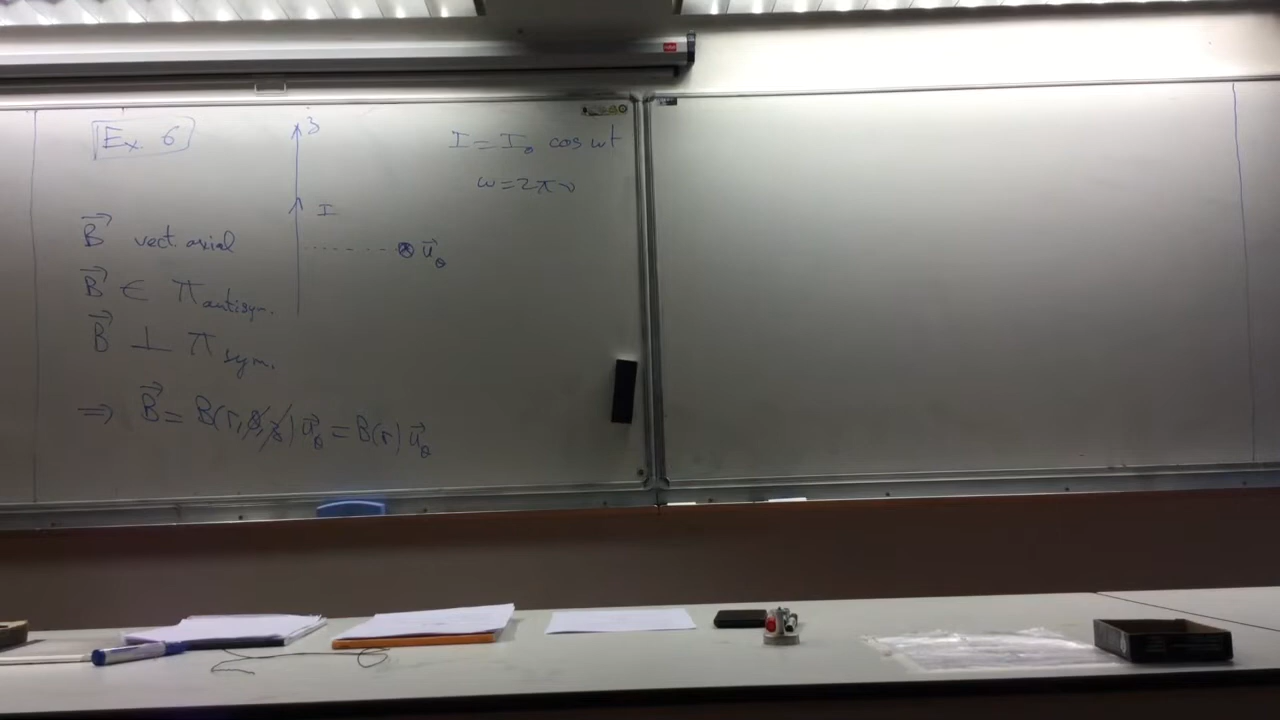 Ex. 6
z
I = I₀ cos ωt
ω = 2πν
I
B⃗ vect. axial
u⃗_θ
B⃗ ∈ π antisym.
B⃗ ⊥ π sym.
⇒ B⃗ = B(r, θ, z) u⃗_θ = B(r) u⃗_θ